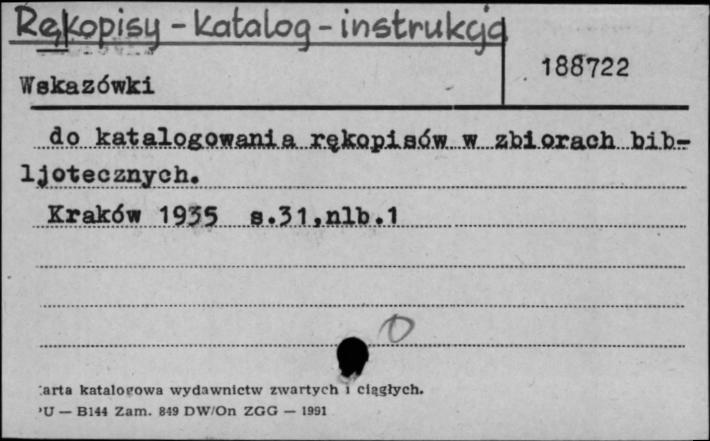 Rękopisy - katalog - instrukcja
188722
Wskazówki
do katalogowania rękopisów w zbiorach bib-
ljotecznych.
Kraków 1935 s.31,nlb.1
arta katalogowa wydawnictw zwartych i ciągłych.
U — B144 Zam. 849 DW/On ZGG — 1991